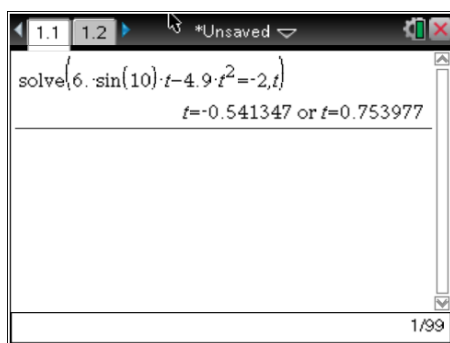 1.1 1.2 *Unsaved
solve(6.·sin(10)·t−4.9·t²=-2,t)
t=-0.541347 or t=0.753977
1/99